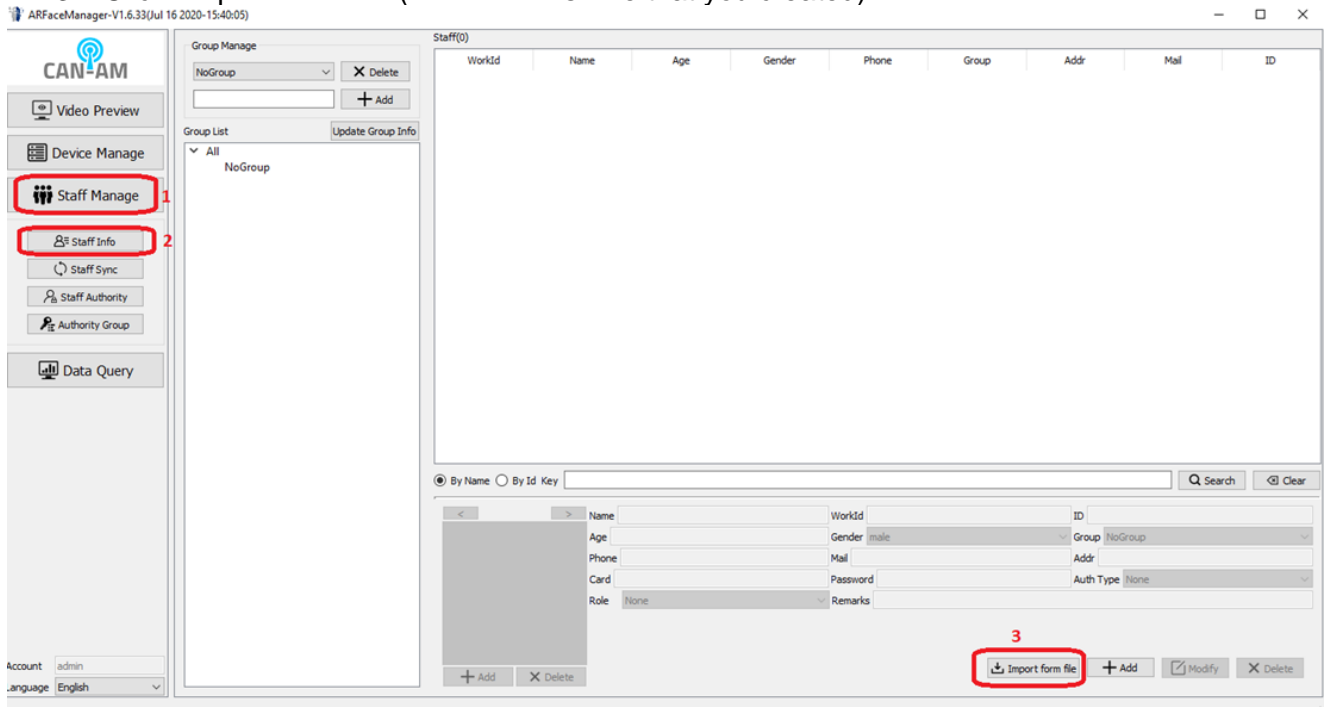 ARFaceManager-V1.6.33(Jul 16 2020-15:40:05)
CAN-AM
Video Preview
Device Manage
Staff Manage 1
Staff Info 2
Staff Sync
Staff Authority
Authority Group
Data Query
Account admin
Language English
Group Manage
NoGroup Delete
Add
Group List Update Group Info
All
NoGroup
Staff(0)
WorkId Name Age Gender Phone Group Addr Mail ID
By Name By Id Key Search Clear
< > Name WorkId ID
Age Gender male Group NoGroup
Phone Mail Addr
Card Password Auth Type None
Role None Remarks
3
Add Delete Import form file Add Modify Delete